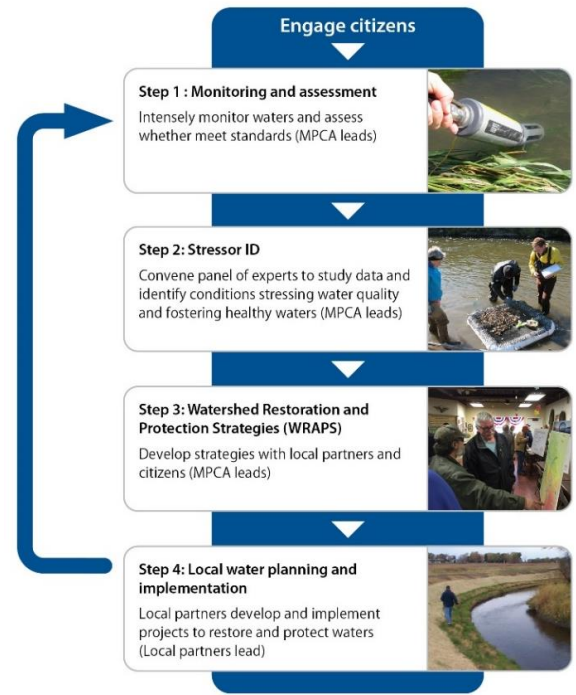 Engage citizens
Step 1 : Monitoring and assessment
Intensely monitor waters and assess
whether meet standards (MPCA leads)
Step 2: Stressor ID
Convene panel of experts to study data and
identify conditions stressing water quality
and fostering healthy waters (MPCA leads)
Step 3: Watershed Restoration and
Protection Strategies (WRAPS)
Develop strategies with local partners and
citizens (MPCA leads)
Step 4: Local water planning and
implementation
Local partners develop and implement
projects to restore and protect waters
(Local partners lead)